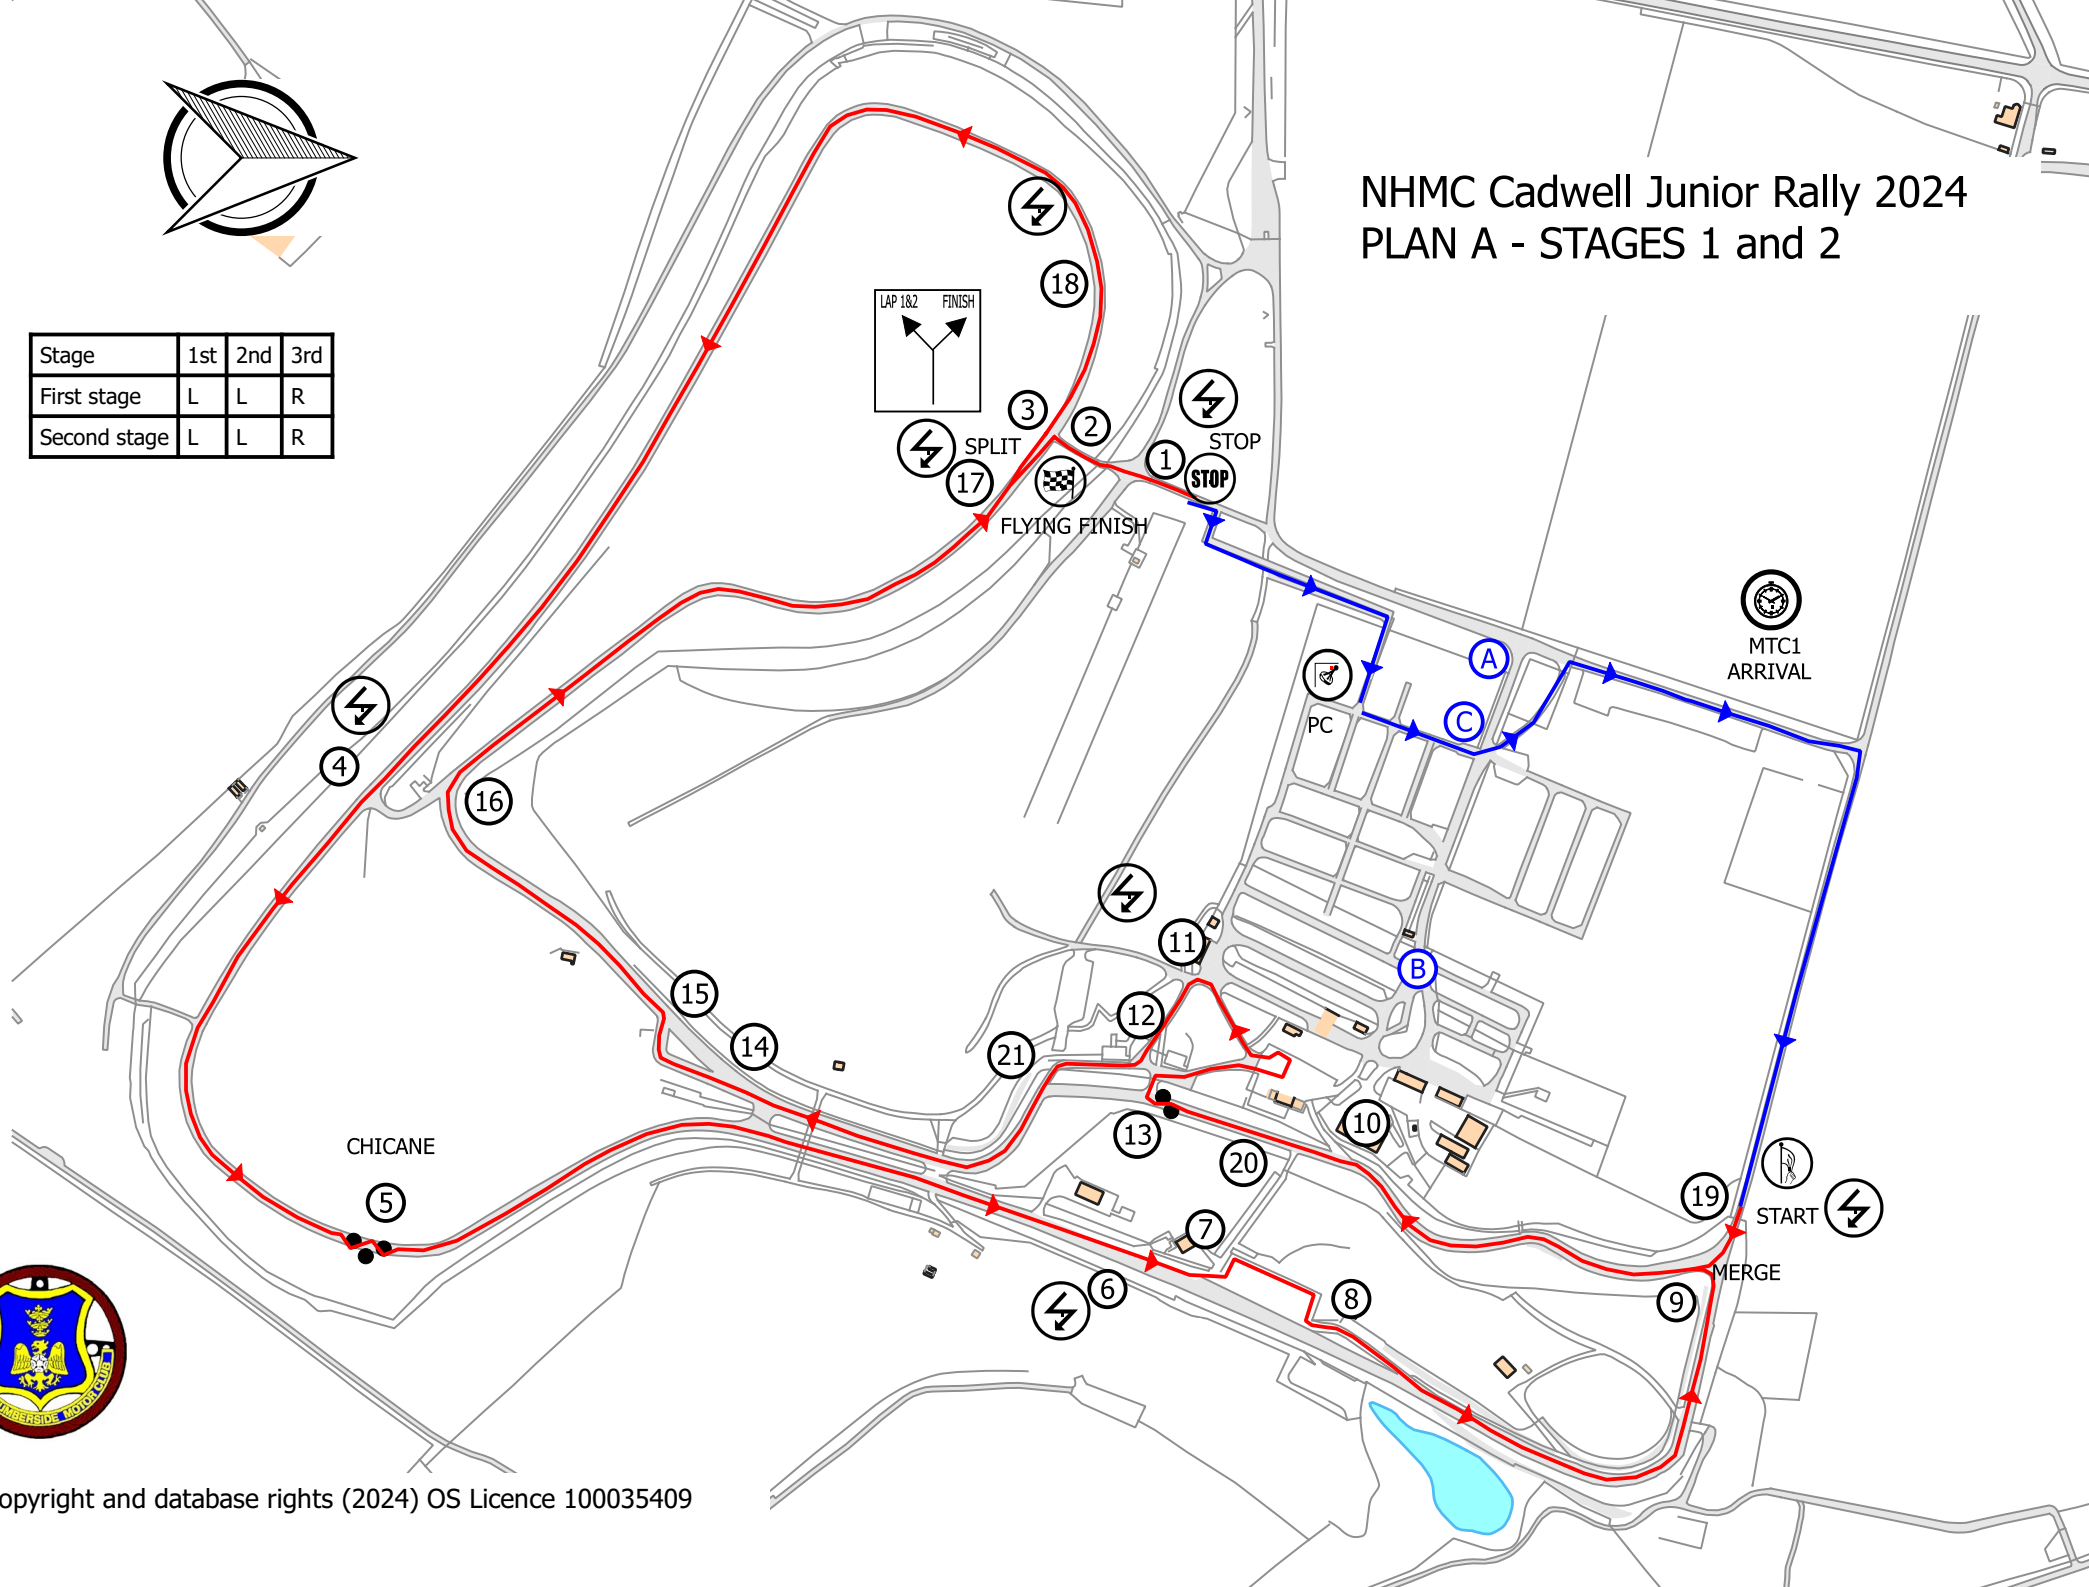 NHMC Cadwell Junior Rally 2024
PLAN A - STAGES 1 and 2
Stage 1st 2nd 3rd
First stage L L R
Second stage L L R
LAP 1&2 FINISH
18
3
2
SPLIT
17
1
STOP
STOP
FLYING FINISH
A
MTC1
ARRIVAL
C
PC
4
16
11
B
15
12
14
21
10
13
CHICANE
20
5
19
START
7
MERGE
6
8
9
UMBERSIDE MOTOR CLUB
opyright and database rights (2024) OS Licence 100035409